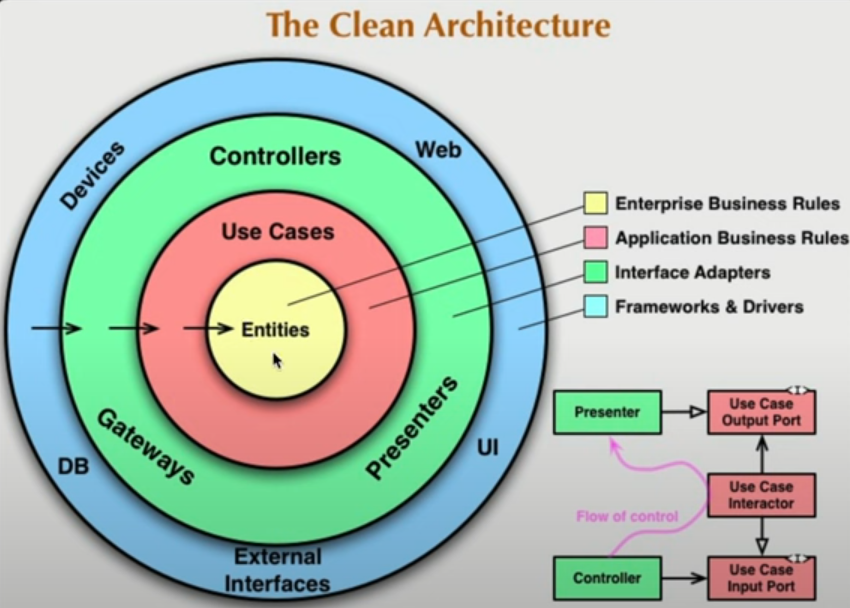 The Clean Architecture
Devices
Web
Controllers
Use Cases
Entities
Gateways
Presenters
DB
UI
External
Interfaces
Enterprise Business Rules
Application Business Rules
Interface Adapters
Frameworks & Drivers
Presenter
Use Case
Output Port
Use Case
Interactor
Flow of control
Controller
Use Case
Input Port